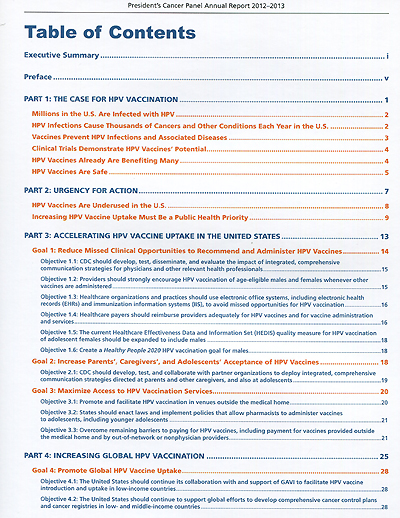 President's Cancer Panel Annual Report 2012–2013
Table of Contents
Executive Summary i
Preface v
PART 1: THE CASE FOR HPV VACCINATION 1
Millions in the U.S. Are Infected with HPV 2
HPV Infections Cause Thousands of Cancers and Other Conditions Each Year in the U.S. 2
Vaccines Prevent HPV Infections and Associated Diseases 3
Clinical Trials Demonstrate HPV Vaccines' Potential 4
HPV Vaccines Already Are Benefiting Many 4
HPV Vaccines Are Safe 5
PART 2: URGENCY FOR ACTION 7
HPV Vaccines Are Underused in the U.S. 8
Increasing HPV Vaccine Uptake Must Be a Public Health Priority 9
PART 3: ACCELERATING HPV VACCINE UPTAKE IN THE UNITED STATES 13
Goal 1: Reduce Missed Clinical Opportunities to Recommend and Administer HPV Vaccines 14
Objective 1.1: CDC should develop, test, disseminate, and evaluate the impact of integrated, comprehensive
communication strategies for physicians and other relevant health professionals 15
Objective 1.2: Providers should strongly encourage HPV vaccination of age-eligible males and females whenever other
vaccines are administered 15
Objective 1.3: Healthcare organizations and practices should use electronic office systems, including electronic health
records (EHRs) and immunization information systems (IIS), to avoid missed opportunities for HPV vaccination 16
Objective 1.4: Healthcare payers should reimburse providers adequately for HPV vaccines and for vaccine administration
and services 16
Objective 1.5: The current Healthcare Effectiveness Data and Information Set (HEDIS) quality measure for HPV vaccination
of adolescent females should be expanded to include males 18
Objective 1.6: Create a Healthy People 2020 HPV vaccination goal for males 18
Goal 2: Increase Parents', Caregivers', and Adolescents' Acceptance of HPV Vaccines 18
Objective 2.1: CDC should develop, test, and collaborate with partner organizations to deploy integrated, comprehensive
communication strategies directed at parents and other caregivers, and also at adolescents 19
Goal 3: Maximize Access to HPV Vaccination Services 20
Objective 3.1: Promote and facilitate HPV vaccination in venues outside the medical home 20
Objective 3.2: States should enact laws and implement policies that allow pharmacists to administer vaccines
to adolescents, including younger adolescents 21
Objective 3.3: Overcome remaining barriers to paying for HPV vaccines, including payment for vaccines provided outside
the medical home and by out-of-network or nonphysician providers 21
PART 4: INCREASING GLOBAL HPV VACCINATION 25
Goal 4: Promote Global HPV Vaccine Uptake 28
Objective 4.1: The United States should continue its collaboration with and support of GAVI to facilitate HPV vaccine
introduction and uptake in low-income countries 28
Objective 4.2: The United States should continue to support global efforts to develop comprehensive cancer control plans
and cancer registries in low- and middle-income countries 28